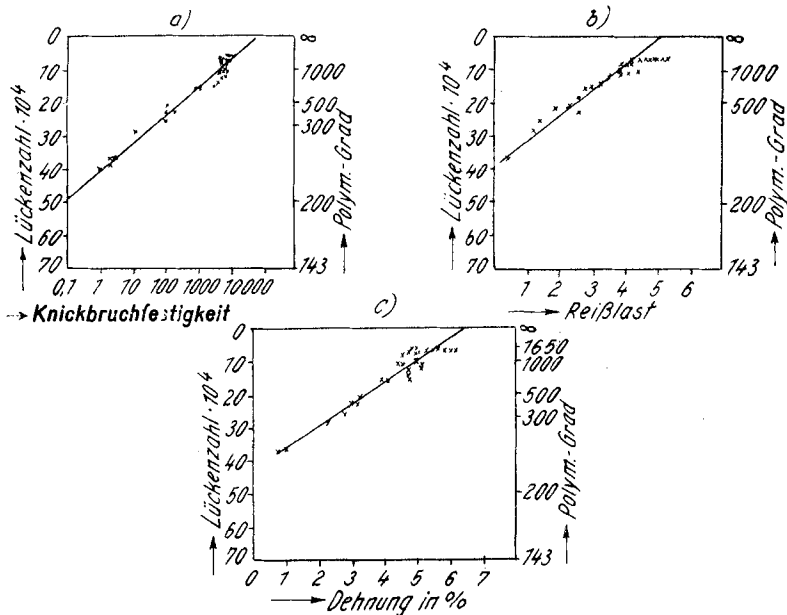 a)
Lückenzahl · 10⁴
0
10
20
30
40
50
60
70
∞
1000
500
300
200
143
Polym.-Grad
0,1 1 10 100 1000 10000
Knickbruchfestigkeit
b)
Lückenzahl · 10⁴
0
10
20
30
40
50
60
70
∞
1000
500
200
143
Polym.-Grad
1 2 3 4 5 6
Reißlast
c)
Lückenzahl · 10⁴
0
10
20
30
40
50
60
70
∞
1650
1000
500
300
200
143
Polym.-Grad
0 1 2 3 4 5 6 7
Dehnung in %